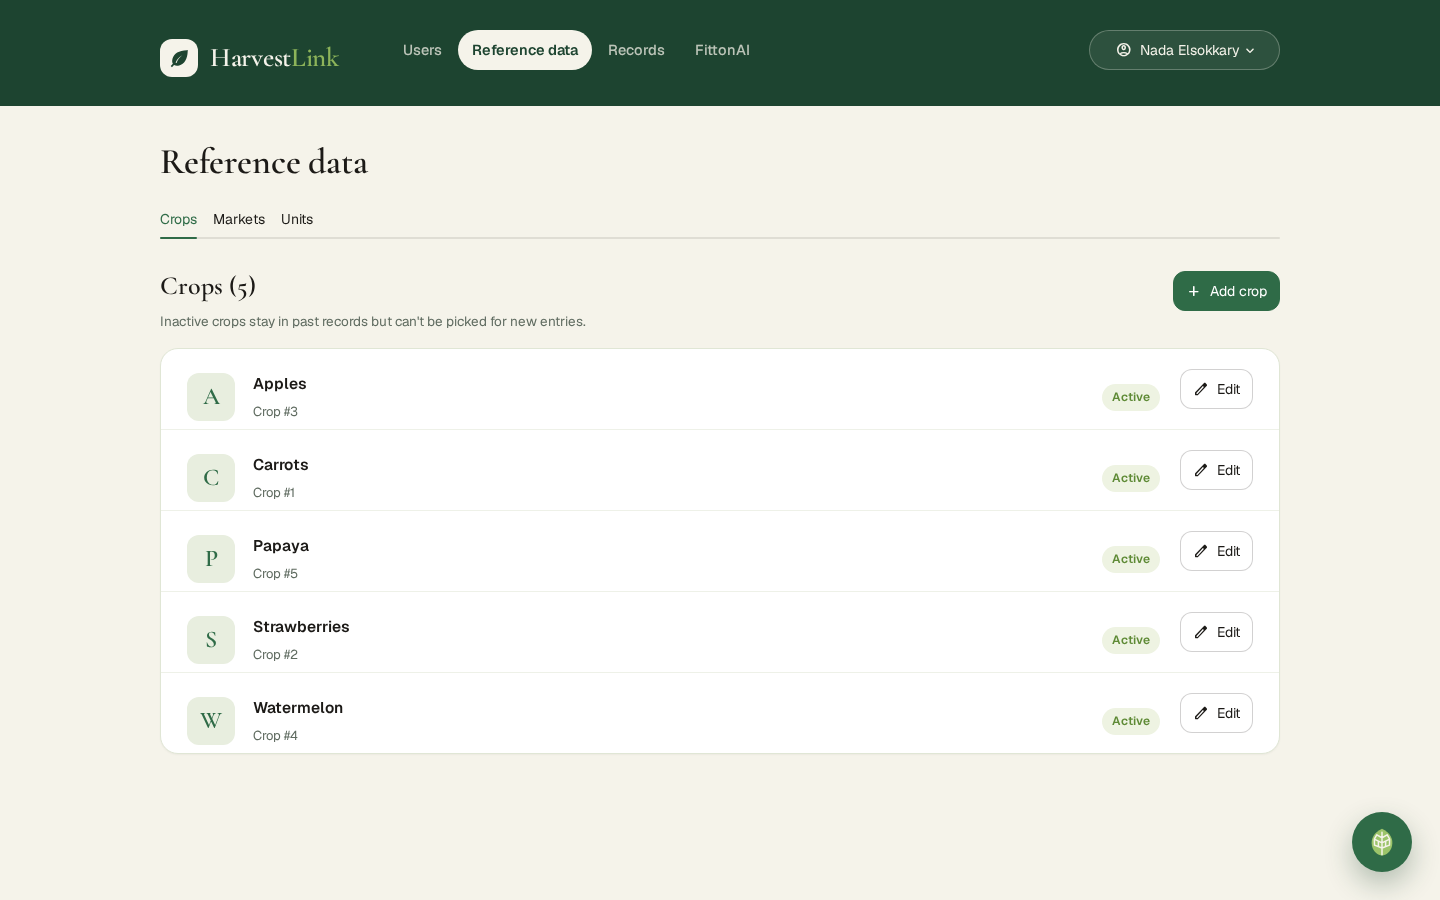 HarvestLink
Users
Reference data
Records
FittonAI
Nada Elsokkary
Reference data
Crops
Markets
Units
Crops (5)
Add crop
Inactive crops stay in past records but can't be picked for new entries.
A
Apples
Crop #3
Active
Edit
C
Carrots
Crop #1
Active
Edit
P
Papaya
Crop #5
Active
Edit
S
Strawberries
Crop #2
Active
Edit
W
Watermelon
Crop #4
Active
Edit